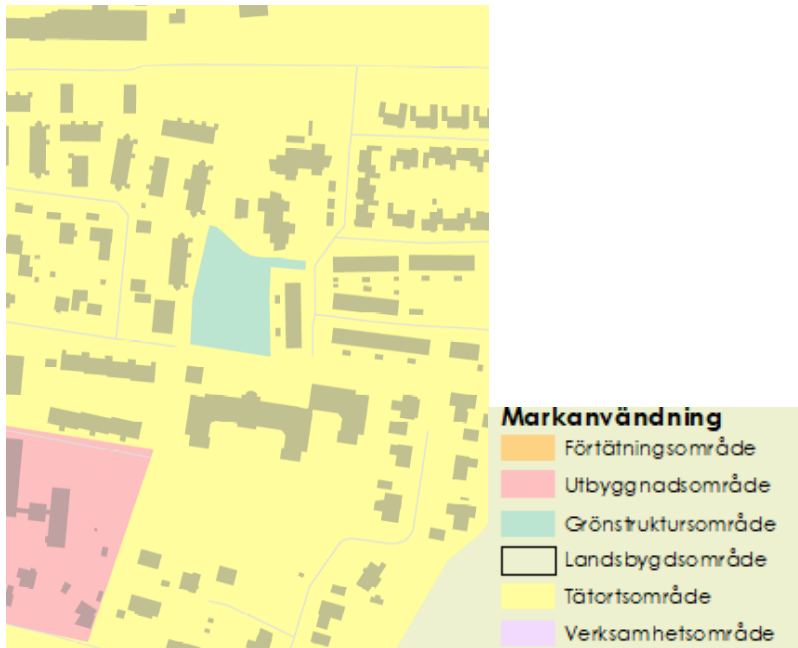 Markanvändning
Förtätningsområde
Utbyggnadsområde
Grönstruktursområde
Landsbygdsområde
Tätortsområde
Verksamhetsområde